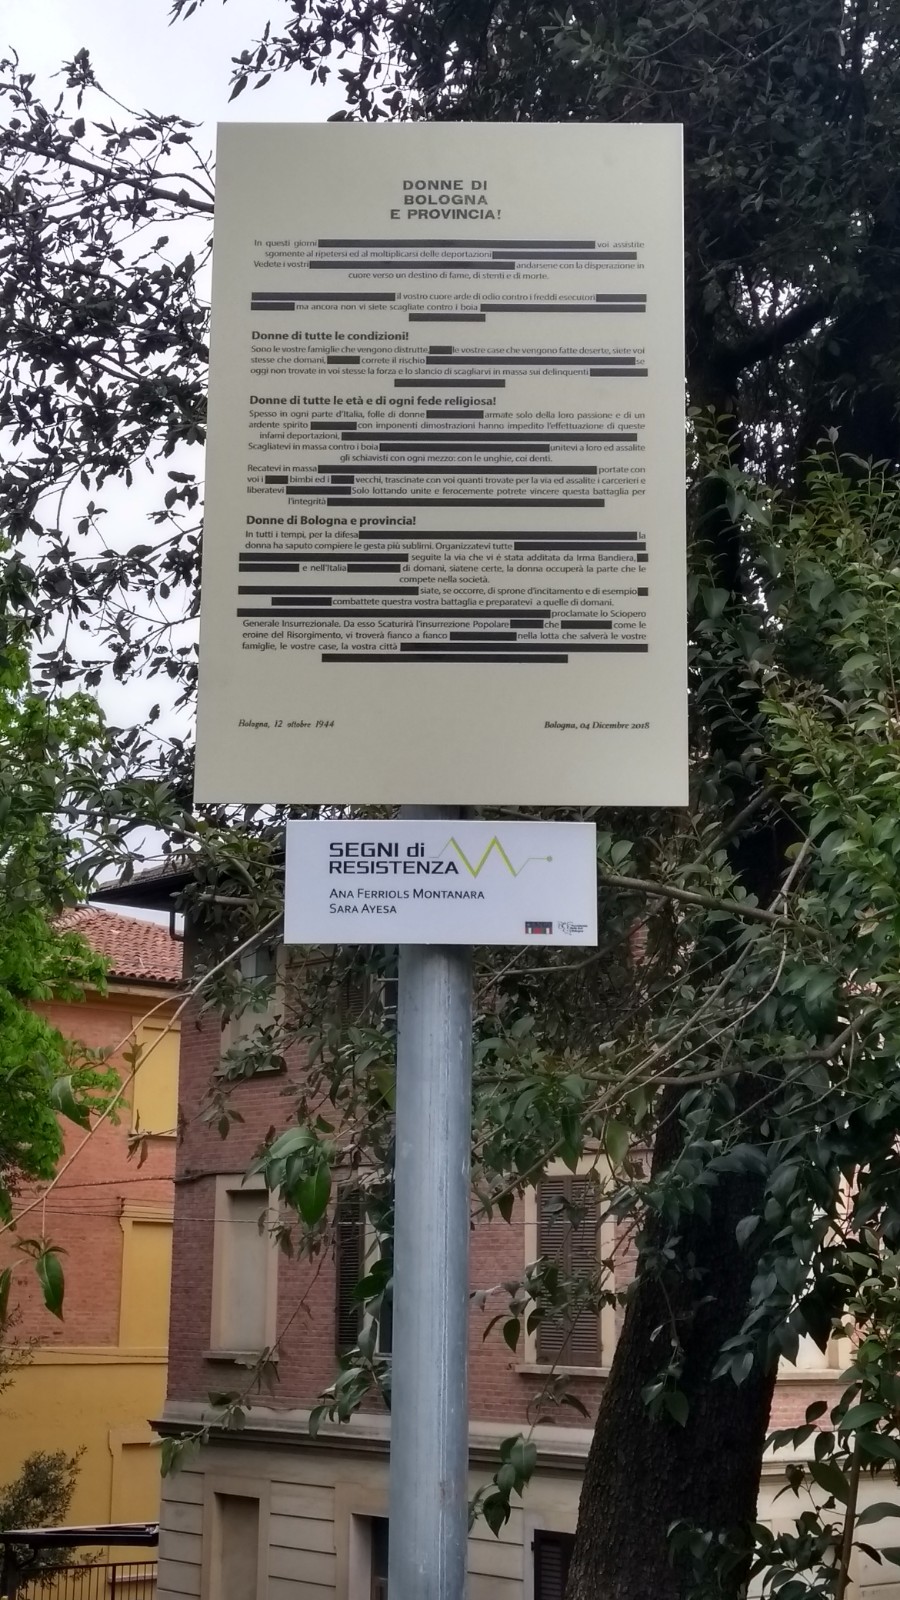 DONNE DI
BOLOGNA
E PROVINCIA!
In questi giorni voi assistite
sgomente al ripetersi ed al moltiplicarsi delle deportazioni
Vedete i vostri andarsene con la disperazione in
cuore verso un destino di fame, di stenti e di morte.
il vostro cuore arde di odio contro i freddi esecutori
ma ancora non vi siete scagliate contro i boia
Donne di tutte le condizioni!
Sono le vostre famiglie che vengono distrutte, le vostre case che vengono fatte deserte, siete voi
stesse che domani, correte il rischio se
oggi non trovate in voi stesse la forza e lo slancio di scagliarvi in massa sui delinquenti
Donne di tutte le età e di ogni fede religiosa!
Spesso in ogni parte d'Italia, folle di donne armate solo della loro passione e di un
ardente spirito con imponenti dimostrazioni hanno impedito l'effettuazione di queste
infami deportazioni,
Scagliatevi in massa contro i boia unitevi a loro ed assalite
gli schiavisti con ogni mezzo: con le unghie, coi denti.
Recatevi in massa portate con
voi i bimbi ed i vecchi, trascinate con voi quanti trovate per la via ed assalite i carcerieri e
liberatevi Solo lottando unite e ferocemente potrete vincere questa battaglia per
l'integrità
Donne di Bologna e provincia!
In tutti i tempi, per la difesa la
donna ha saputo compiere le gesta più sublimi. Organizzatevi tutte
seguite la via che vi é stata additata da Irma Bandiera,
e nell'Italia di domani, siatene certe, la donna occuperà la parte che le
compete nella società.
siate, se occorre, di sprone d'incitamento e di esempio
combattete questra vostra battaglia e preparatevi a quelle di domani.
proclamate lo Sciopero
Generale Insurrezionale. Da esso Scaturirà l'insurrezione Popolare che come le
eroine del Risorgimento, vi troverà fianco a fianco nella lotta che salverà le vostre
famiglie, le vostre case, la vostra città
Bologna, 12 ottobre 1944 Bologna, 04 Dicembre 2018
SEGNI di
RESISTENZA
ANA FERRIOLS MONTANARA
SARA AYESA